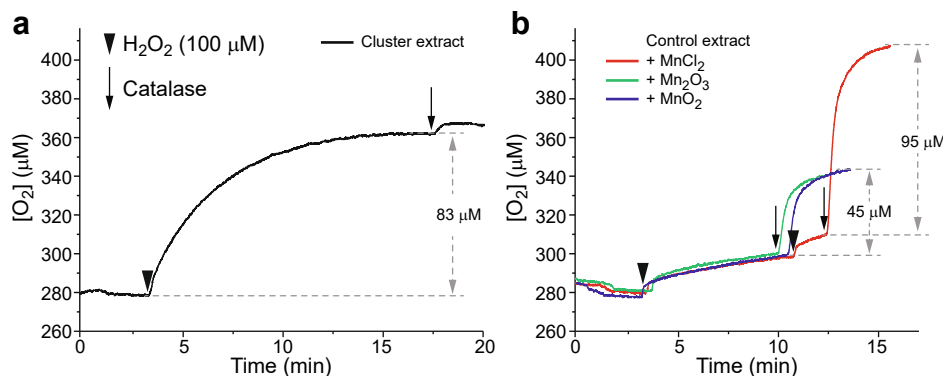 a
H₂O₂ (100 µM)
Catalase
Cluster extract
[O₂] (µM)
400
380
360
340
320
300
280
260
83 µM
0
5
10
15
20
Time (min)
b
Control extract
+ MnCl₂
+ Mn₂O₃
+ MnO₂
[O₂] (µM)
400
380
360
340
320
300
280
260
95 µM
45 µM
0
5
10
15
Time (min)